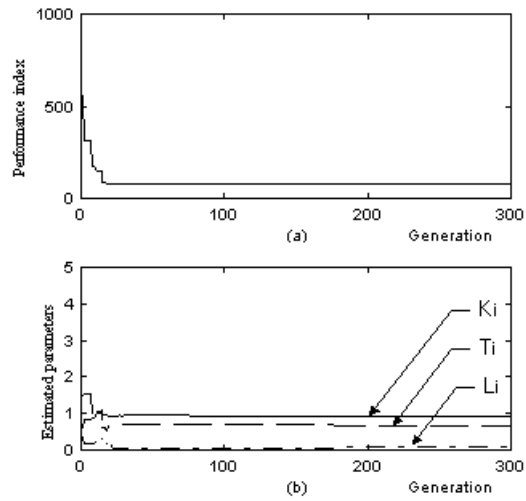 1000
500
0
Performance index
0
100
200
300
(a)
Generation
5
4
3
2
1
0
Estimated parameters
Ki
Ti
Li
0
100
200
300
(b)
Generation